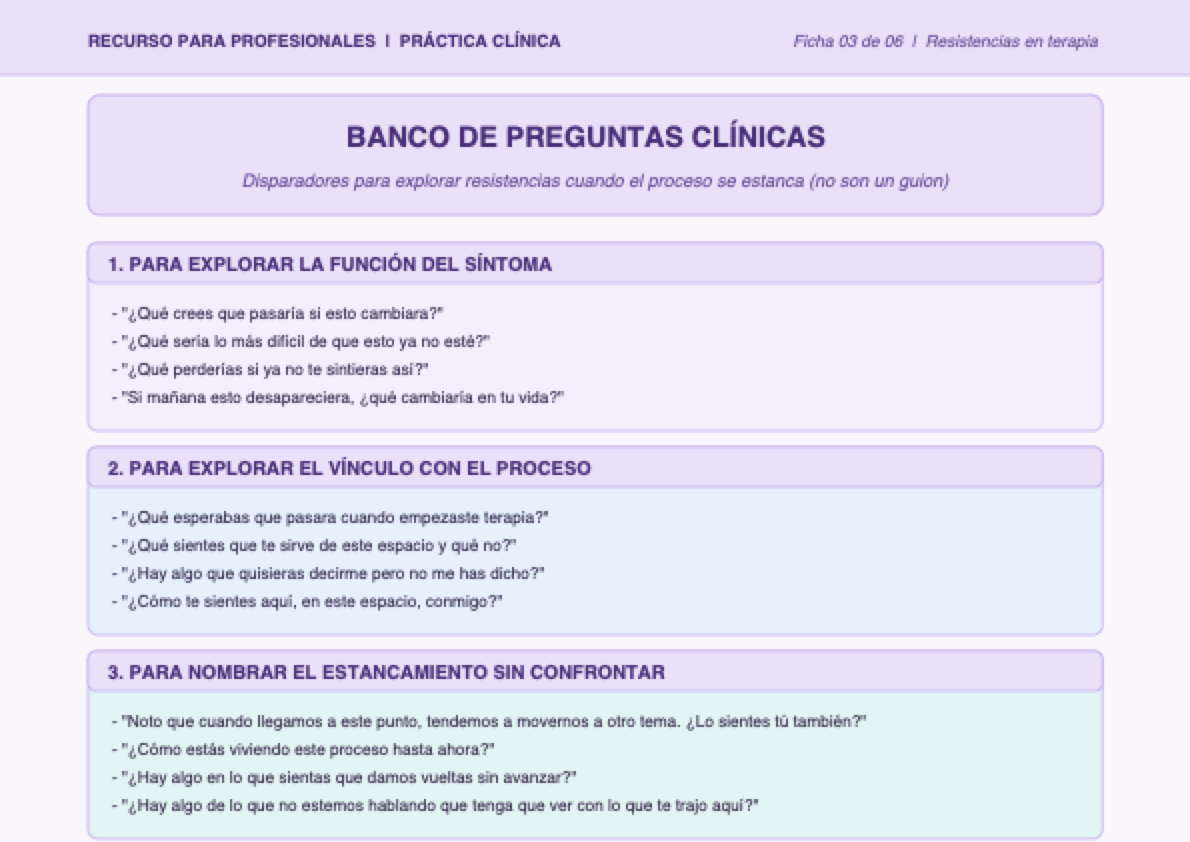 RECURSO PARA PROFESIONALES | PRÁCTICA CLÍNICA
Ficha 03 de 06 | Resistencias en terapia
BANCO DE PREGUNTAS CLÍNICAS
Disparadores para explorar resistencias cuando el proceso se estanca (no son un guion)
1. PARA EXPLORAR LA FUNCIÓN DEL SÍNTOMA
- "¿Qué crees que pasaría si esto cambiara?"
- "¿Qué sería lo más difícil de que esto ya no esté?"
- "¿Qué perderías si ya no te sintieras así?"
- "Si mañana esto desapareciera, ¿qué cambiaría en tu vida?"
2. PARA EXPLORAR EL VÍNCULO CON EL PROCESO
- "¿Qué esperabas que pasara cuando empezaste terapia?"
- "¿Qué sientes que te sirve de este espacio y qué no?"
- "¿Hay algo que quisieras decirme pero no me has dicho?"
- "¿Cómo te sientes aquí, en este espacio, conmigo?"
3. PARA NOMBRAR EL ESTANCAMIENTO SIN CONFRONTAR
- "Noto que cuando llegamos a este punto, tendemos a movernos a otro tema. ¿Lo sientes tú también?"
- "¿Cómo estás viviendo este proceso hasta ahora?"
- "¿Hay algo en lo que sientas que damos vueltas sin avanzar?"
- "¿Hay algo de lo que no estemos hablando que tenga que ver con lo que te trajo aquí?"